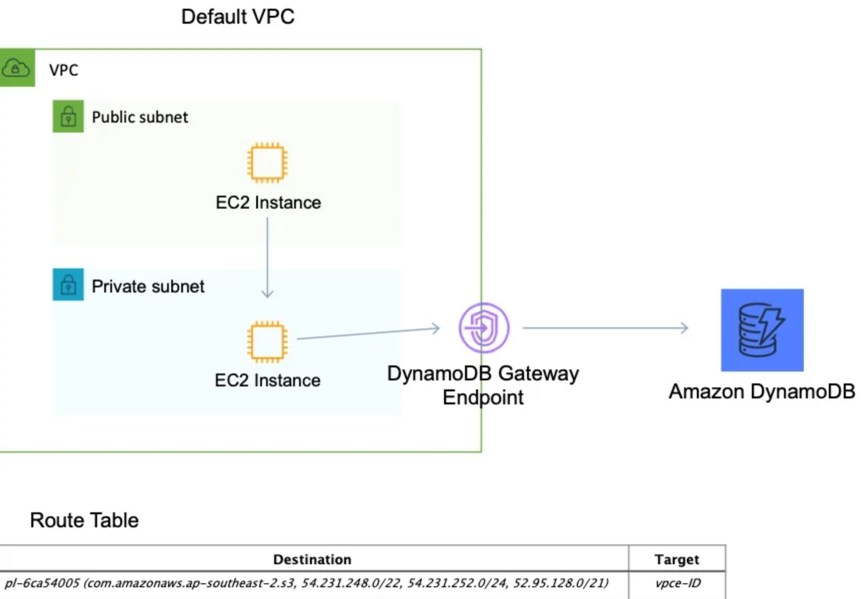 Default VPC
VPC
Public subnet
EC2 Instance
Private subnet
EC2 Instance
DynamoDB Gateway
Endpoint
Amazon DynamoDB
Route Table
Destination Target
pl-6ca54005 (com.amazonaws.ap-southeast-2.s3, 54.231.248.0/22, 54.231.252.0/24, 52.95.128.0/21) vpce-ID